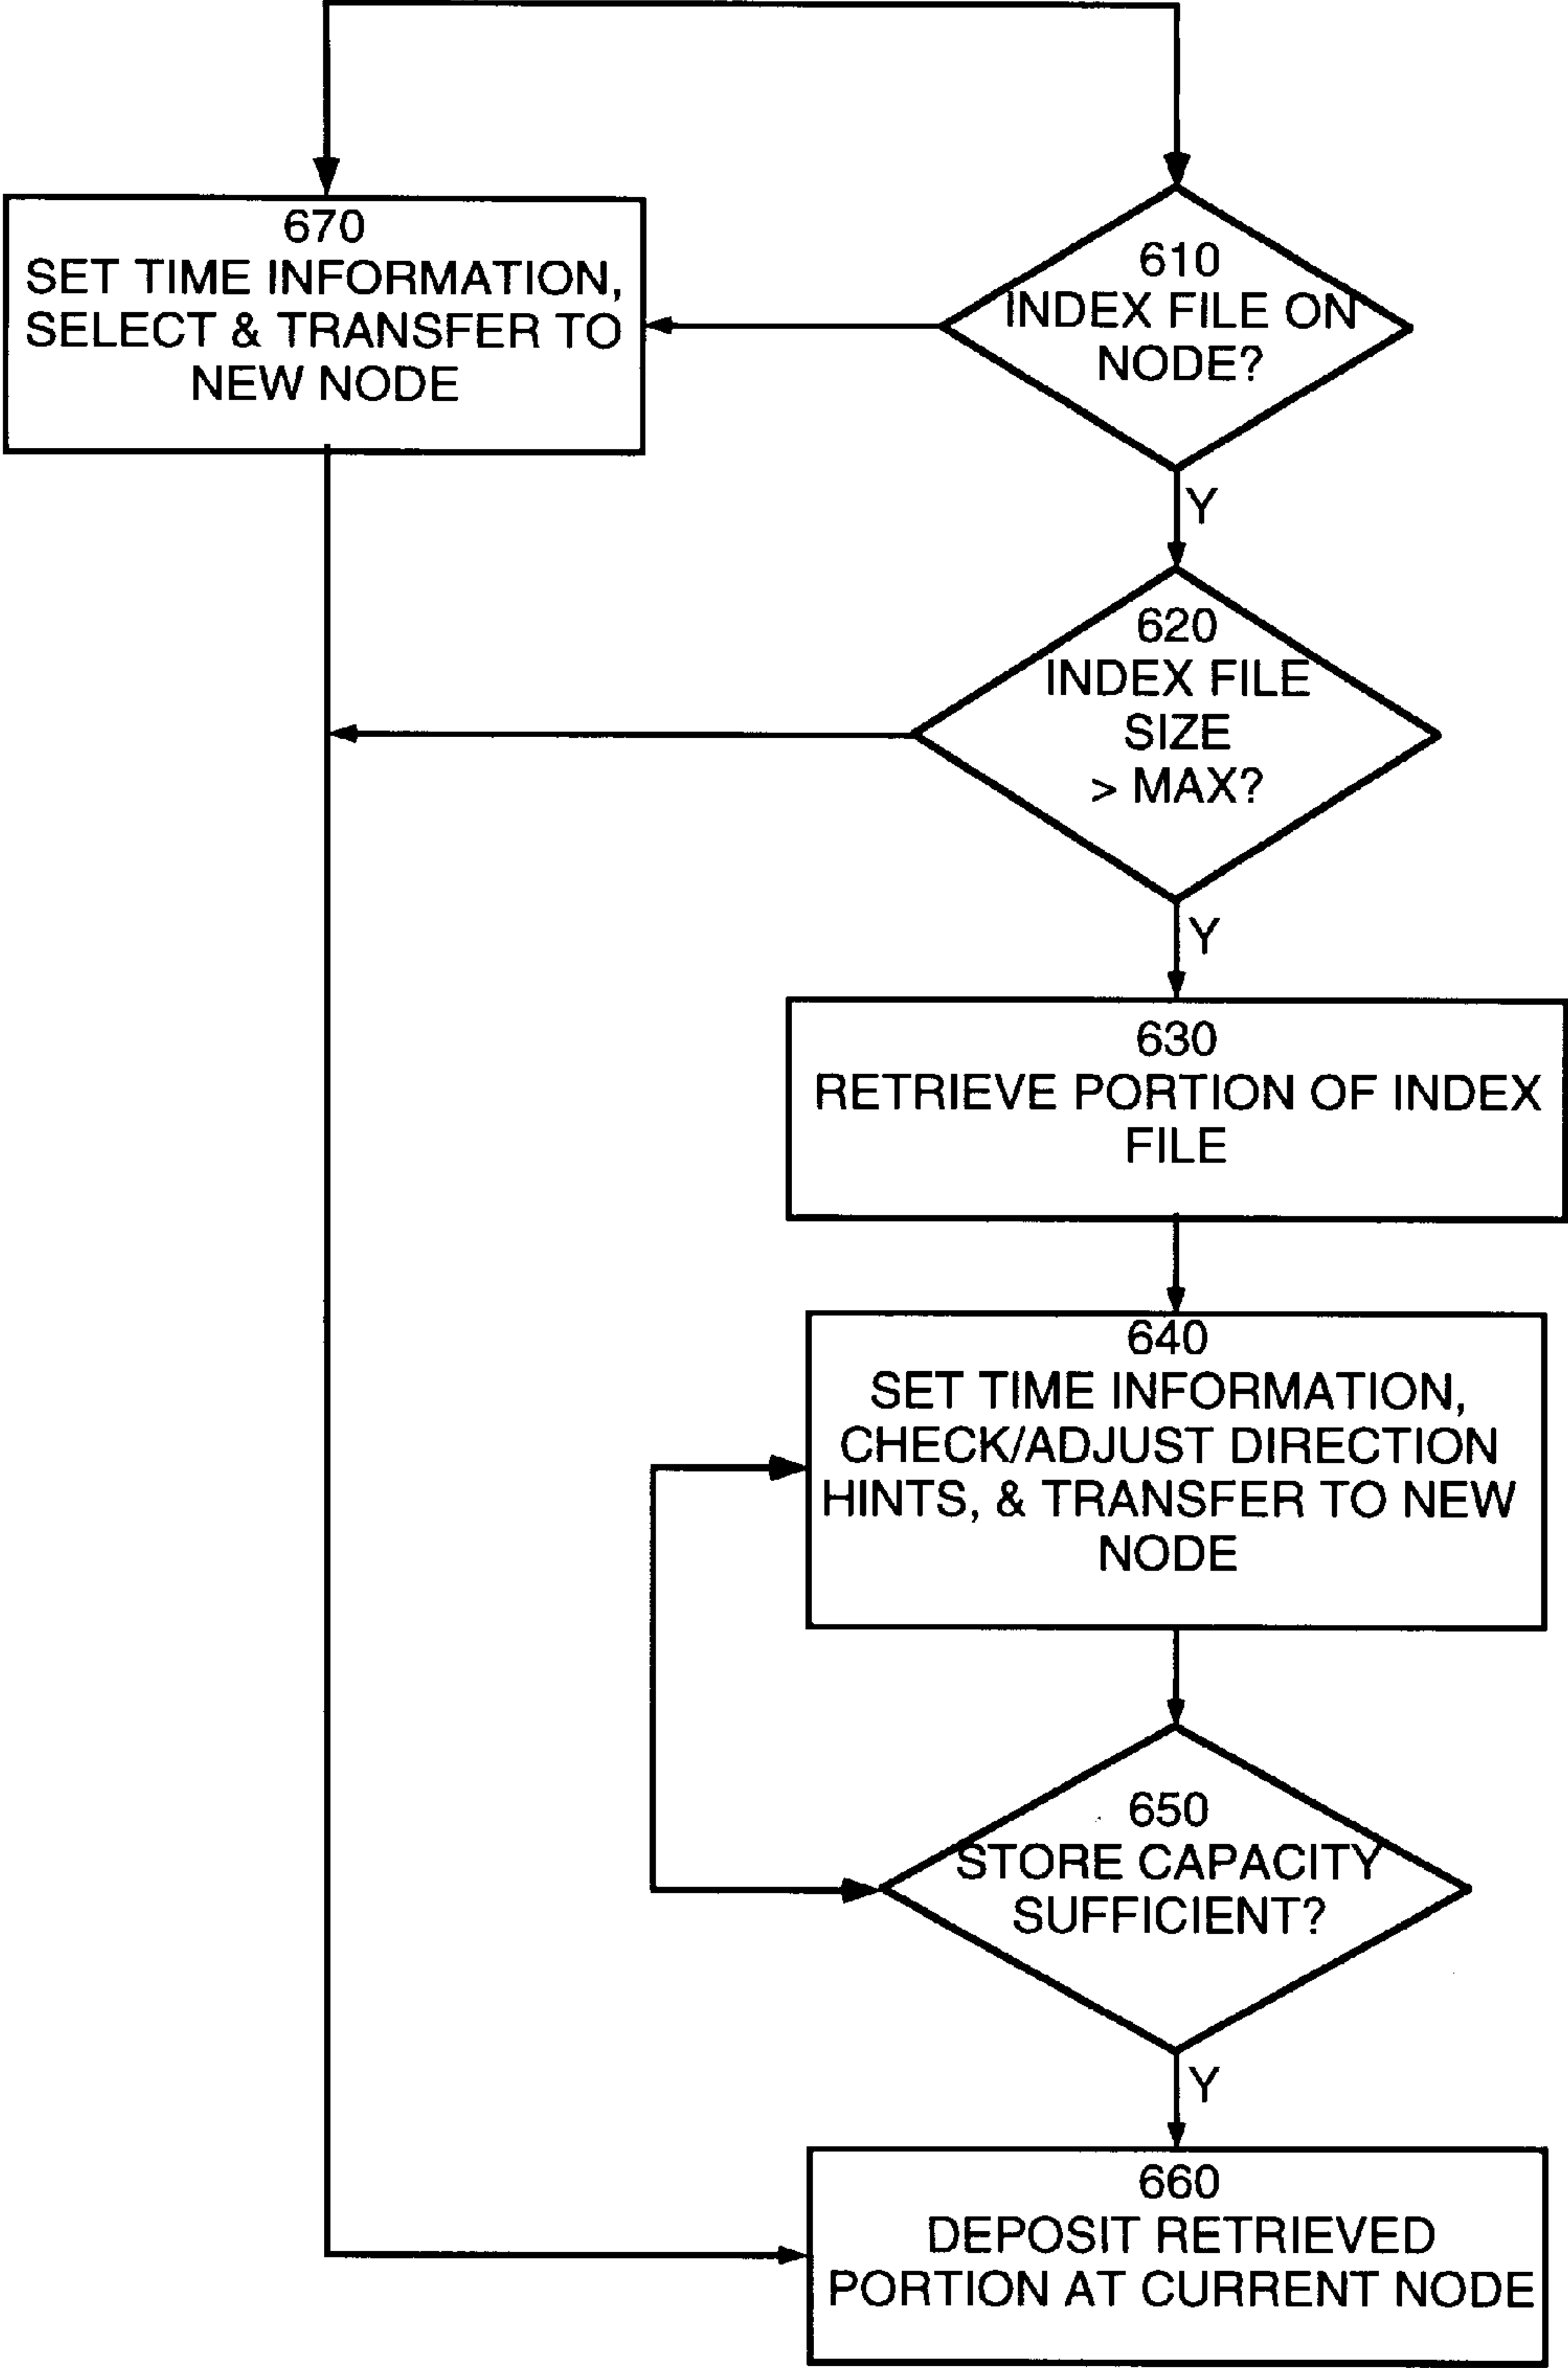 670
SET TIME INFORMATION,
SELECT & TRANSFER TO
NEW NODE
610
INDEX FILE ON
NODE?
Y
620
INDEX FILE
SIZE
> MAX?
Y
630
RETRIEVE PORTION OF INDEX
FILE
640
SET TIME INFORMATION,
CHECK/ADJUST DIRECTION
HINTS, & TRANSFER TO NEW
NODE
650
STORE CAPACITY
SUFFICIENT?
Y
660
DEPOSIT RETRIEVED
PORTION AT CURRENT NODE